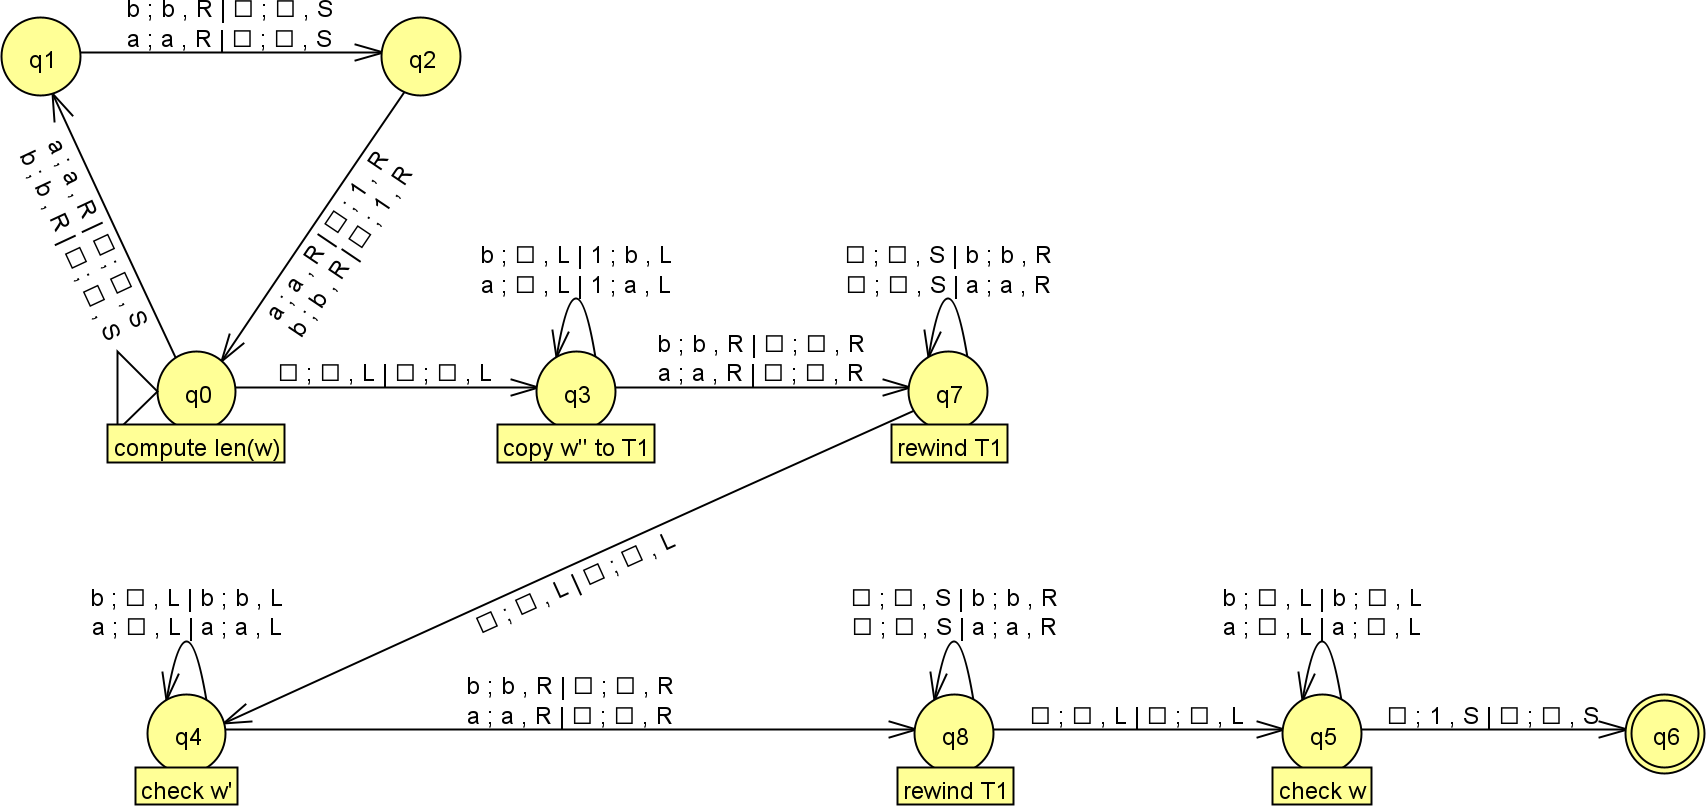 b ; b , R | □ ; □ , S
a ; a , R | □ ; □ , S
q1
q2
a ; a , R | □ ; □ , S
b ; b , R | □ ; □ , S
a ; a , R | □ ; 1 , R
b ; b , R | □ ; 1 , R
b ; □ , L | 1 ; b , L
a ; □ , L | 1 ; a , L
□ ; □ , S | b ; b , R
□ ; □ , S | a ; a , R
q0
□ ; □ , L | □ ; □ , L
q3
b ; b , R | □ ; □ , R
a ; a , R | □ ; □ , R
q7
compute len(w)
copy w" to T1
rewind T1
□ ; □ , L | □ ; □ , L
b ; □ , L | b ; b , L
a ; □ , L | a ; a , L
□ ; □ , S | b ; b , R
□ ; □ , S | a ; a , R
b ; □ , L | b ; □ , L
a ; □ , L | a ; □ , L
q4
b ; b , R | □ ; □ , R
a ; a , R | □ ; □ , R
q8
□ ; □ , L | □ ; □ , L
q5
□ ; 1 , S | □ ; □ , S
q6
check w'
rewind T1
check w